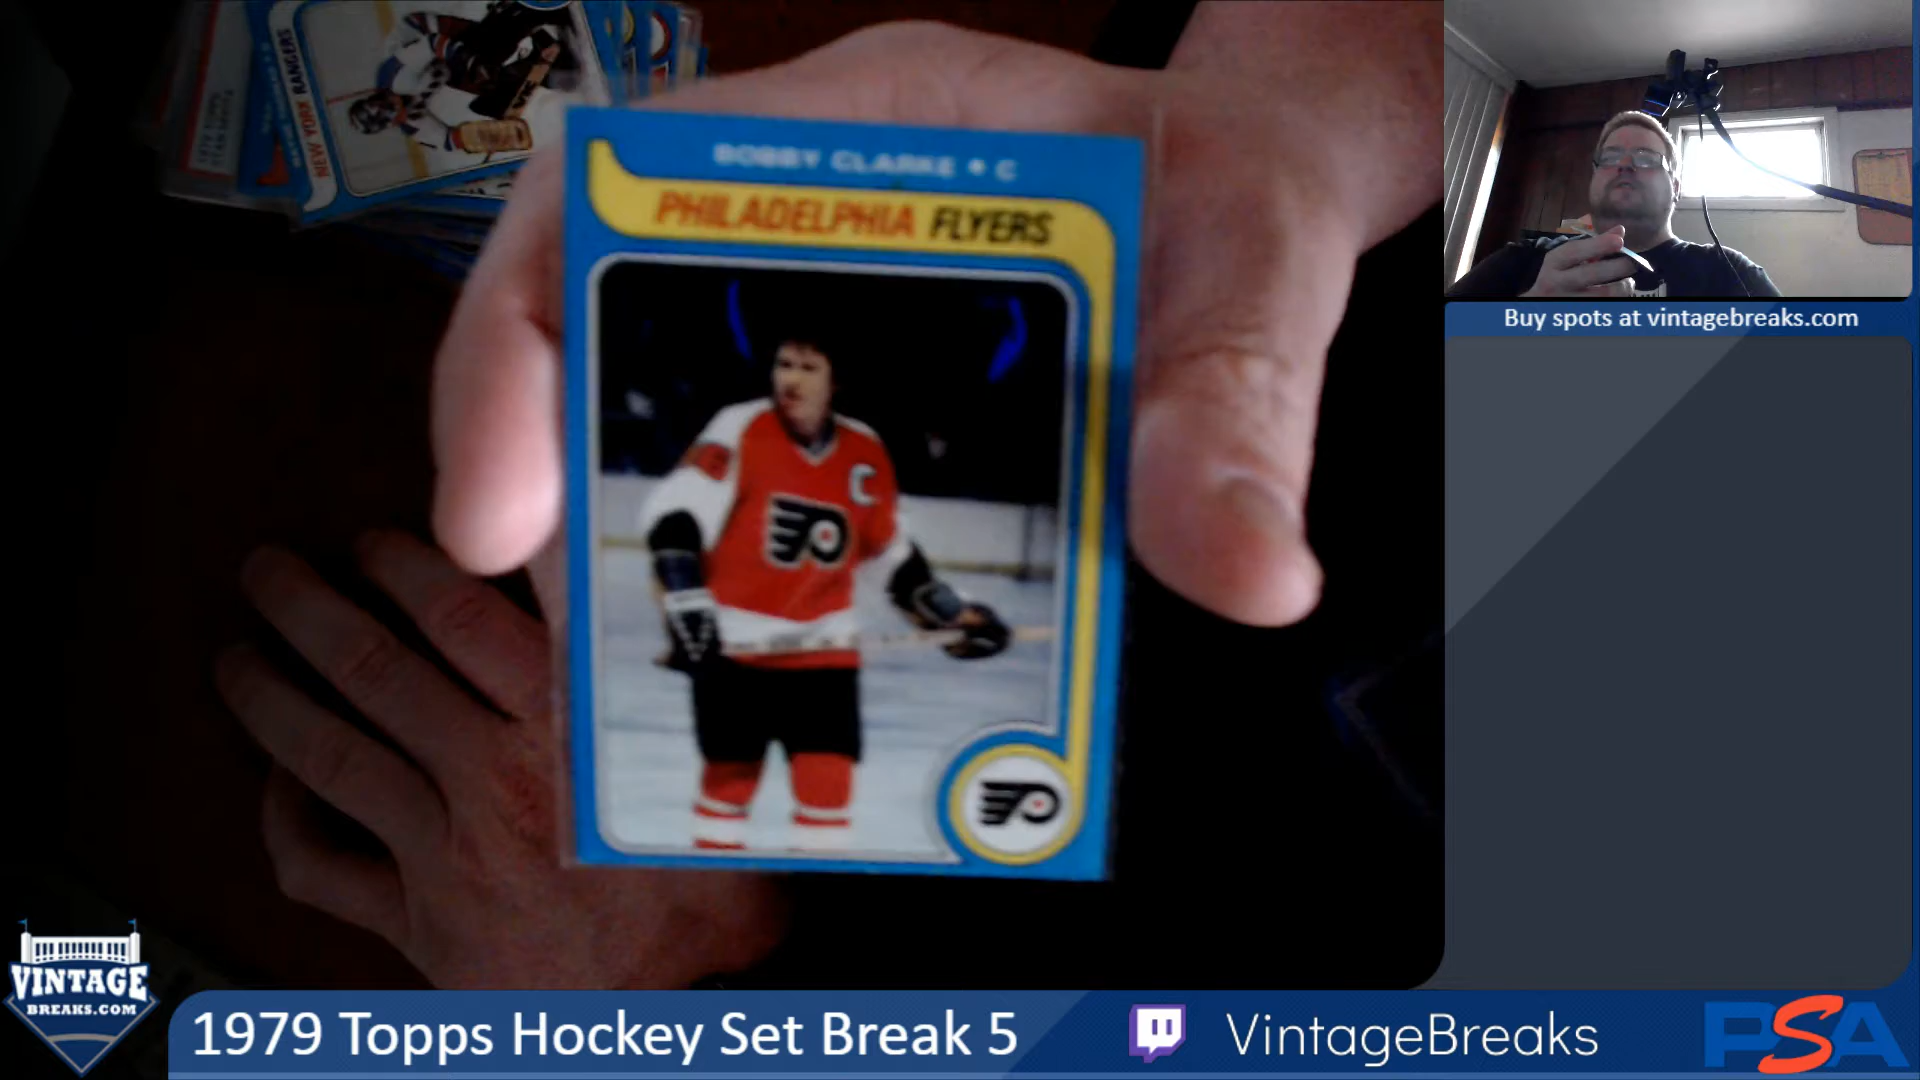 NEW YORK RANGERS
BOBBY CLARKE • C
PHILADELPHIA FLYERS
C
Buy spots at vintagebreaks.com
VINTAGE
BREAKS.COM
1979 Topps Hockey Set Break 5
VintageBreaks
PSA